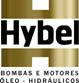 Hybel
BOMBAS E MOTORES
ÓLEO - HIDRÁULICOS